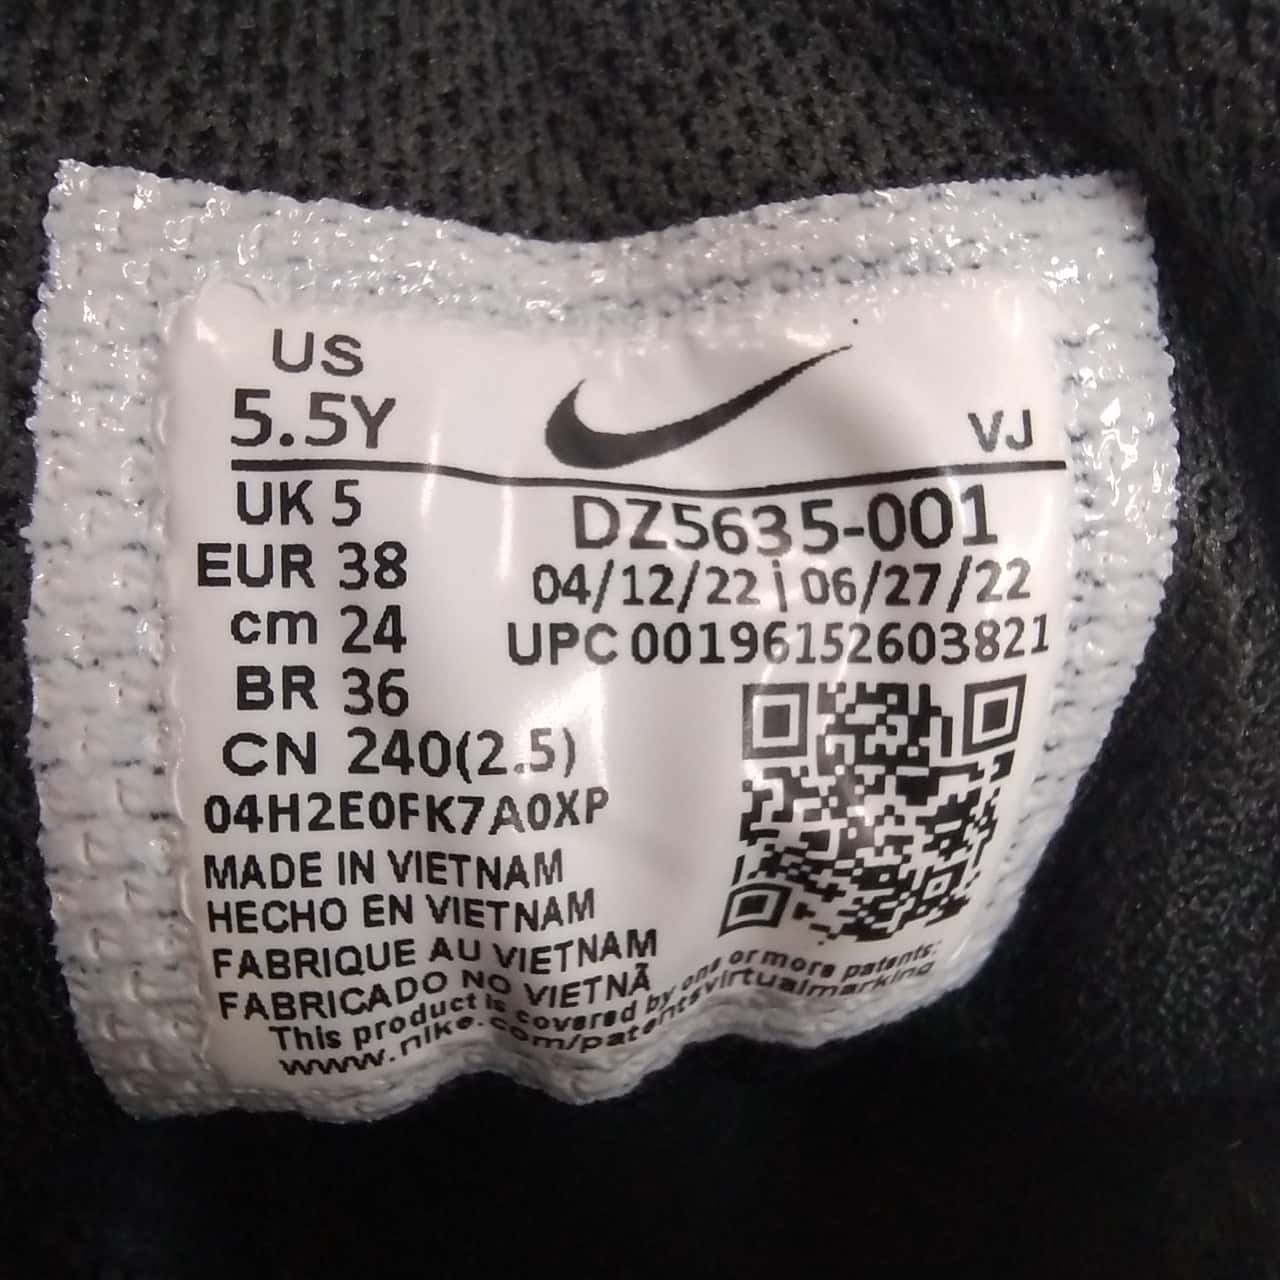 US
5.5Y
VJ
UK 5
DZ5635-001
EUR 38
04/12/22 | 06/27/22
cm 24
UPC 00196152603821
BR 36
CN 240(2.5)
04H2E0FK7A0XP
MADE IN VIETNAM
HECHO EN VIETNAM
FABRIQUE AU VIETNAM
FABRICADO NO VIETNÃ
This product is covered by one or more patents:
www.nike.com/patentsvirtualmarking